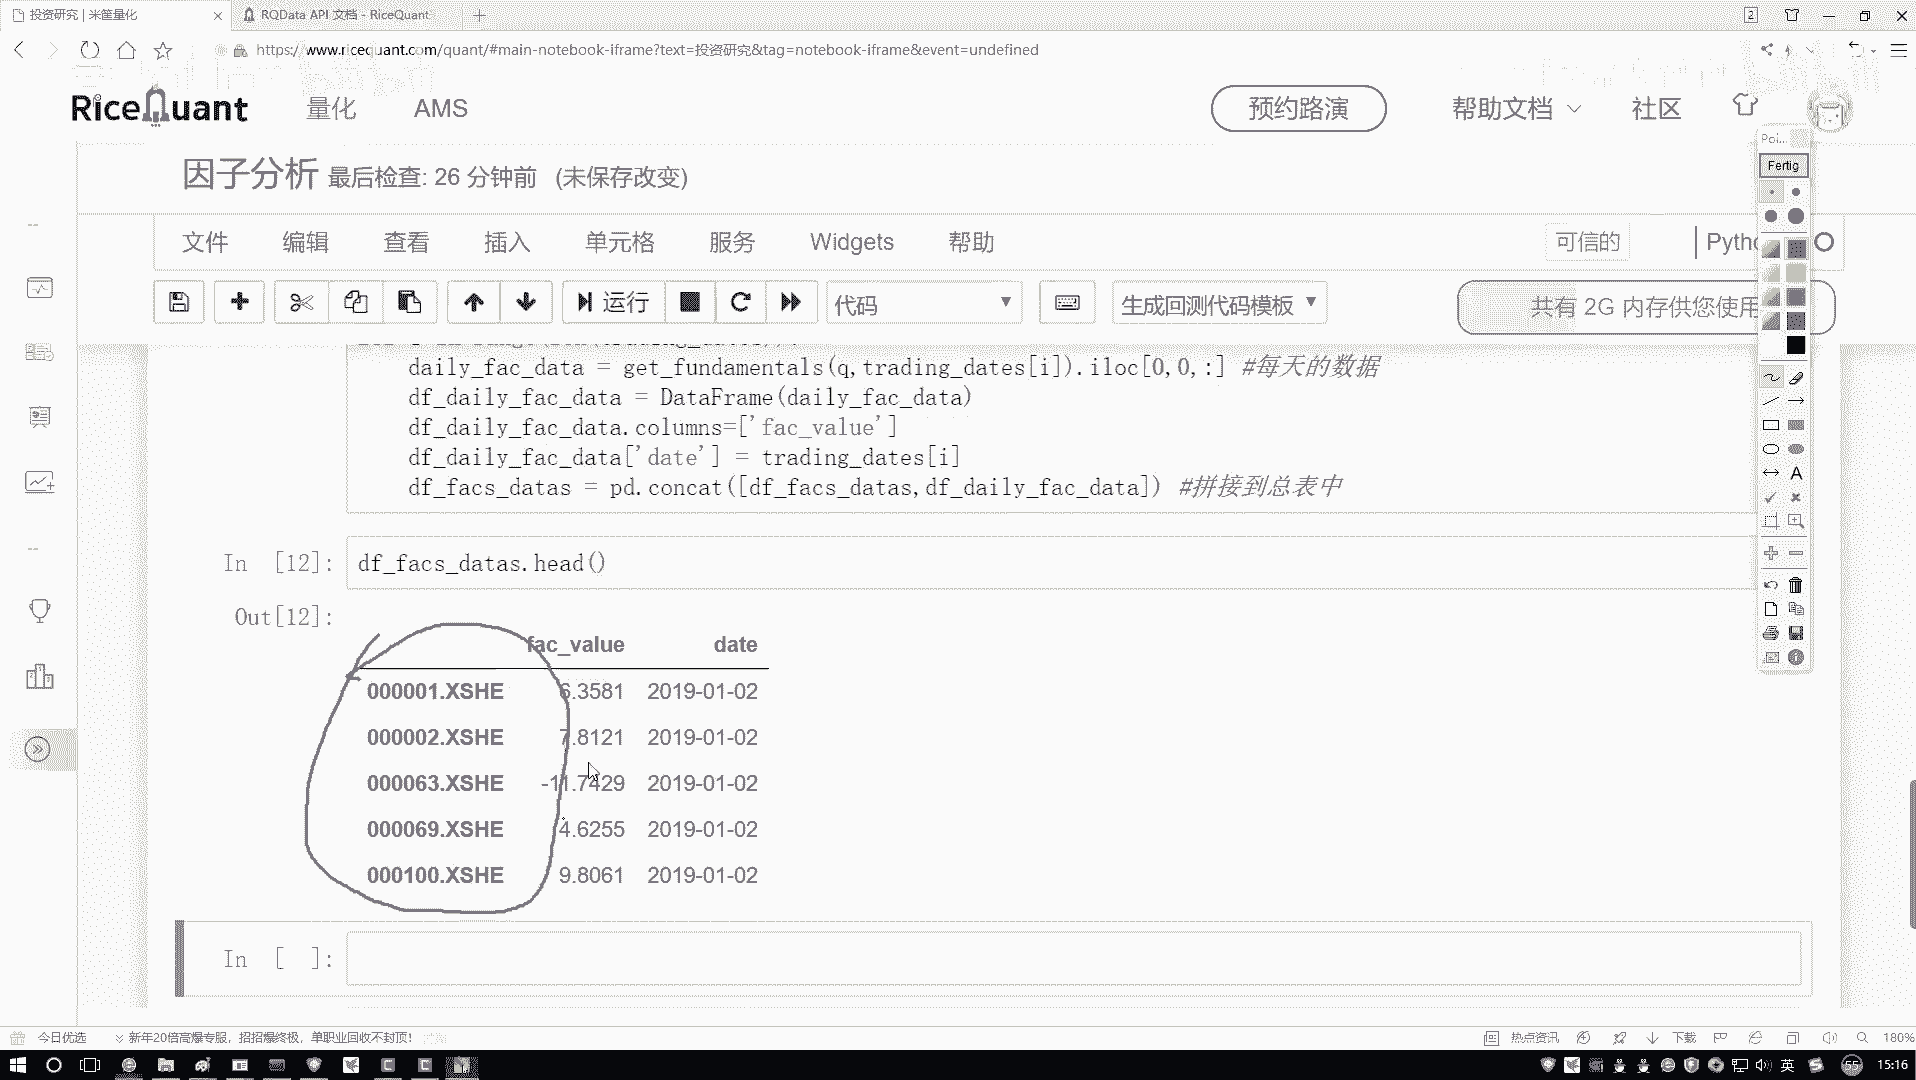 投资研究 | 米筐量化
RQData API 文档 - RiceQuant
2
https://www.ricequant.com/quant/#main-notebook-iframe?text=投资研究&tag=notebook-iframe&event=undefined
RiceQuant 量化 AMS 预约路演 帮助文档 社区
Poi...
Fertig
因子分析 最后检查: 26 分钟前 (未保存改变)
文件 编辑 查看 插入 单元格 服务 Widgets 帮助 可信的
运行 代码 生成回测代码模板 共有 2G 内存供您使用
daily_fac_data = get_fundamentals(q,trading_dates[i]).iloc[0,0,:] #每天的数据
df_daily_fac_data = DataFrame(daily_fac_data)
df_daily_fac_data.columns=['fac_value']
df_daily_fac_data['date'] = trading_dates[i]
df_facs_datas = pd.concat([df_facs_datas,df_daily_fac_data]) #拼接到总表中
In [12]: df_facs_datas.head()
Out[12]:
fac_value date
000001.XSHE 6.3581 2019-01-02
000002.XSHE 7.8121 2019-01-02
000063.XSHE -11.7429 2019-01-02
000069.XSHE 4.6255 2019-01-02
000100.XSHE 9.8061 2019-01-02
In [ ]:
今日优选 新年20倍高爆专服，招招爆终极，单职业回收不封顶！ 热点资讯 下载 180%
英 55 15:16